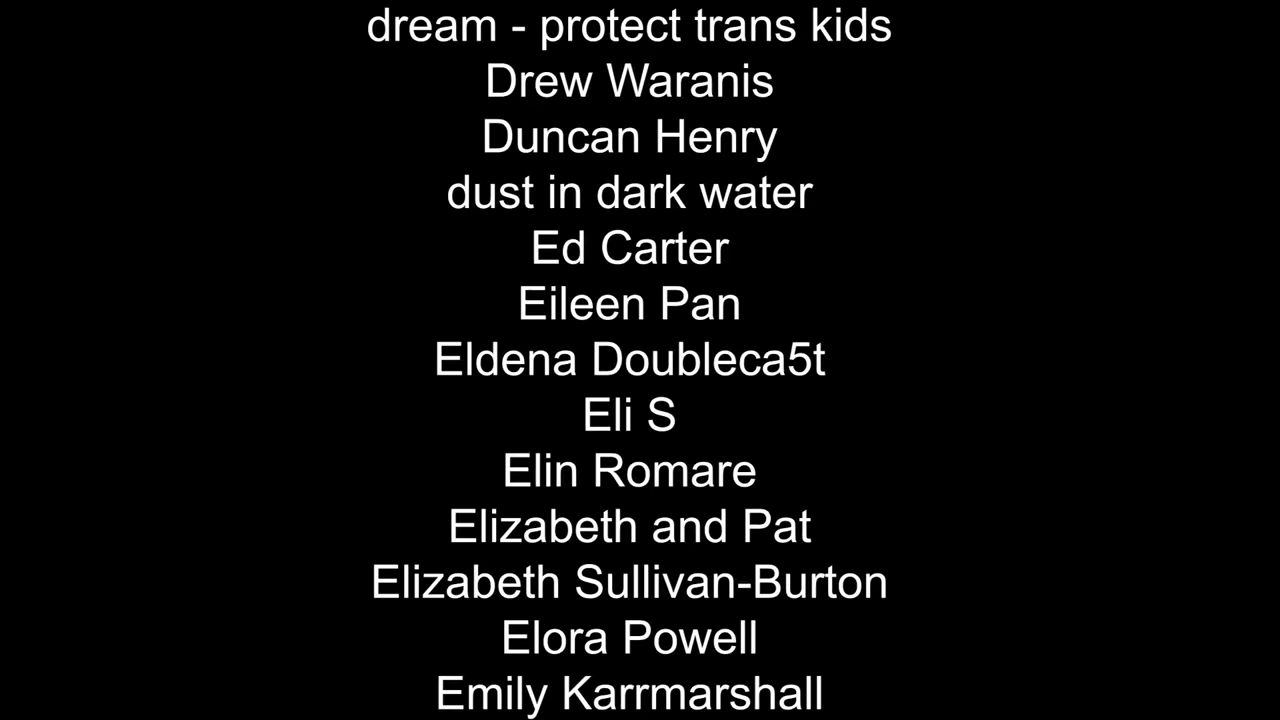 dream - protect trans kids
Drew Waranis
Duncan Henry
dust in dark water
Ed Carter
Eileen Pan
Eldena Doubleca5t
Eli S
Elin Romare
Elizabeth and Pat
Elizabeth Sullivan-Burton
Elora Powell
Emily Karrmarshall